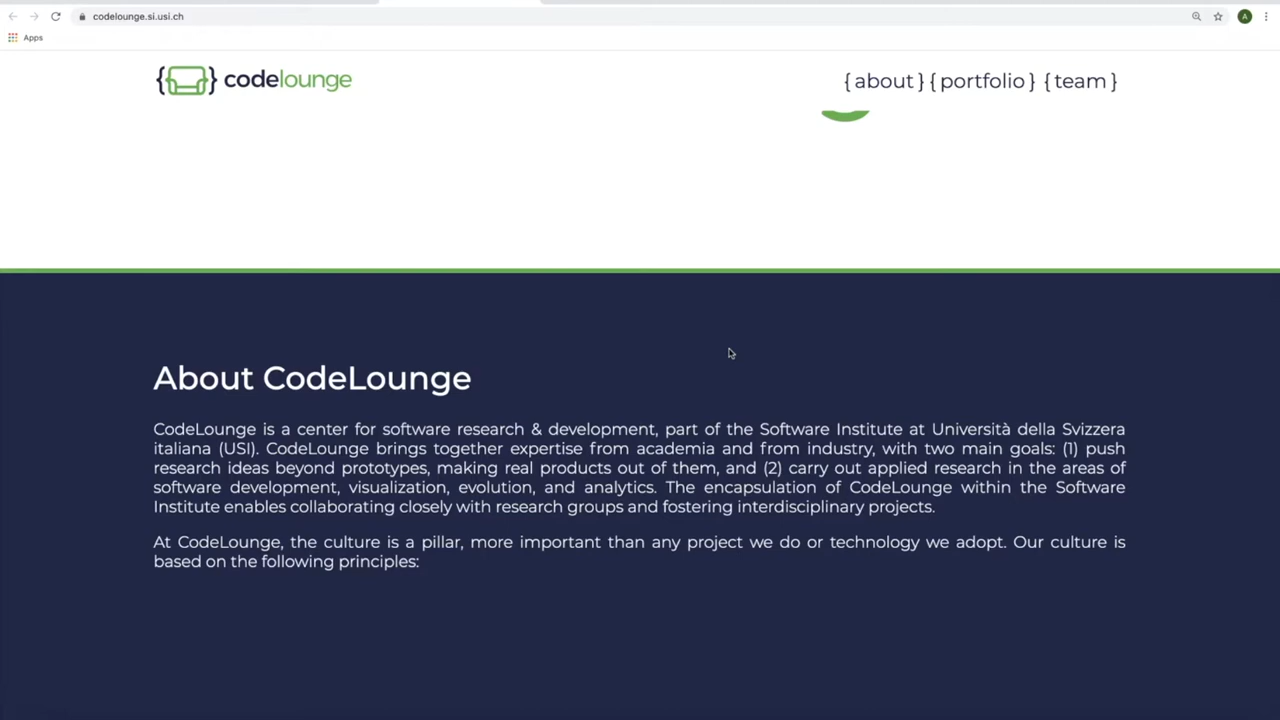 codelounge.si.usi.ch
A
Apps
{ } codelounge
{ about } { portfolio } { team }
About CodeLounge
CodeLounge is a center for software research & development, part of the Software Institute at Università della Svizzera
italiana (USI). CodeLounge brings together expertise from academia and from industry, with two main goals: (1) push
research ideas beyond prototypes, making real products out of them, and (2) carry out applied research in the areas of
software development, visualization, evolution, and analytics. The encapsulation of CodeLounge within the Software
Institute enables collaborating closely with research groups and fostering interdisciplinary projects.
At CodeLounge, the culture is a pillar, more important than any project we do or technology we adopt. Our culture is
based on the following principles: